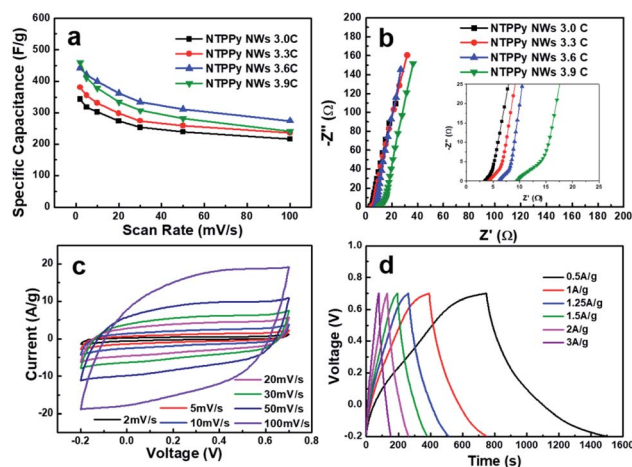 a
NTPPy NWs 3.0C
NTPPy NWs 3.3C
NTPPy NWs 3.6C
NTPPy NWs 3.9C
600
500
400
300
200
100
0
0 20 40 60 80 100
Specific Capacitance (F/g)
Scan Rate (mV/s)
b
NTPPy NWs 3.0 C
NTPPy NWs 3.3 C
NTPPy NWs 3.6 C
NTPPy NWs 3.9 C
200
180
160
140
120
100
80
60
40
20
0
0 20 40 60 80 100 120 140 160 180 200
-Z'' (Ω)
Z' (Ω)
25
20
15
10
5
0
0 5 10 15 20 25
-Z'' (Ω)
Z' (Ω)
c
20
10
0
-10
-20
-0.2 0.0 0.2 0.4 0.6 0.8
Current (A/g)
Voltage (V)
20mV/s
5mV/s 30mV/s
10mV/s 50mV/s
2mV/s 100mV/s
d
0.5A/g
1A/g
1.25A/g
1.5A/g
2A/g
3A/g
1.0
0.8
0.6
0.4
0.2
0.0
-0.2
0 200 400 600 800 1000 1200 1400 1600
Voltage (V)
Time (s)